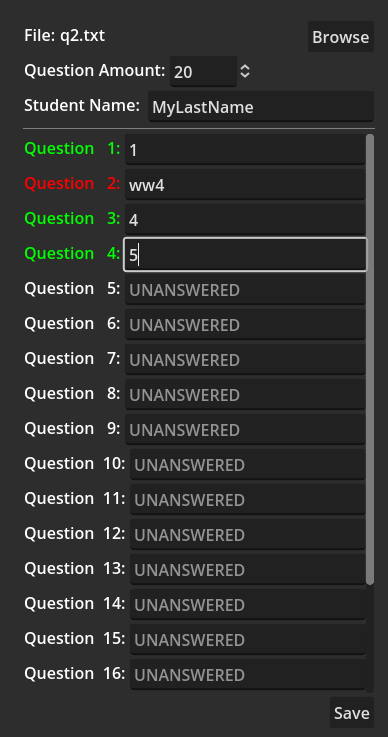 File: q2.txt Browse
Question Amount: 20
Student Name: MyLastName
Question 1: 1
Question 2: ww4
Question 3: 4
Question 4: 5
Question 5: UNANSWERED
Question 6: UNANSWERED
Question 7: UNANSWERED
Question 8: UNANSWERED
Question 9: UNANSWERED
Question 10: UNANSWERED
Question 11: UNANSWERED
Question 12: UNANSWERED
Question 13: UNANSWERED
Question 14: UNANSWERED
Question 15: UNANSWERED
Question 16: UNANSWERED
Save